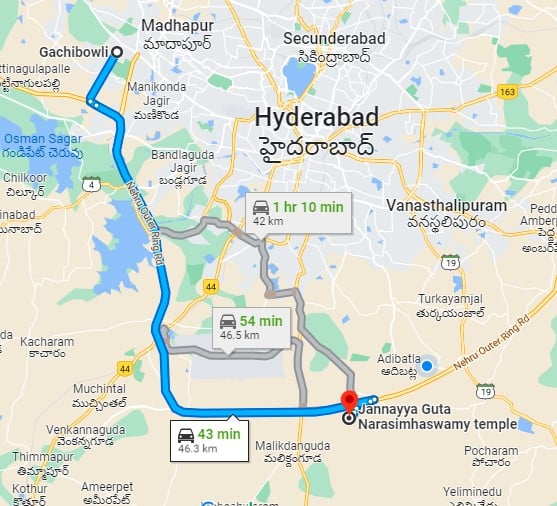 Madhapur
మాదాపూర్
Secunderabad
సికింద్రాబాద్
Gachibowli
ttinagulapalle
Manikonda
Jagir
మణికొండ
163
Hyderabad
హైదరాబాద్
Osman Sagar
గండిపేట్ చెరువు
Bandlaguda
Jagir
బండ్లగూడ
Chilkoor
చిల్కూర్
4
Vanasthalipuram
వనస్థలిపురం
1 hr 10 min
42 km
Nehru Outer Ring Rd
19
44
Turkayamjal
తుర్కయంజాల్
54 min
46.5 km
Kacharam
కాచారం
Nehru Outer Ring Rd
Adibatla
ఆదిబట్ల
Muchintal
ముచ్చింతల్
Jannayya Guta
Narasimhaswamy temple
43 min
46.3 km
44
Venkannaguda
వెంకన్నగూడ
Malikdanguda
మలిక్దంగూడ
Thimmapur
తిమ్మాపూర్
Pocharam
పోచారం
19
Kothur
కొత్తూర్
Ameerpet
అమీర్‌పేట
Yeliminedu